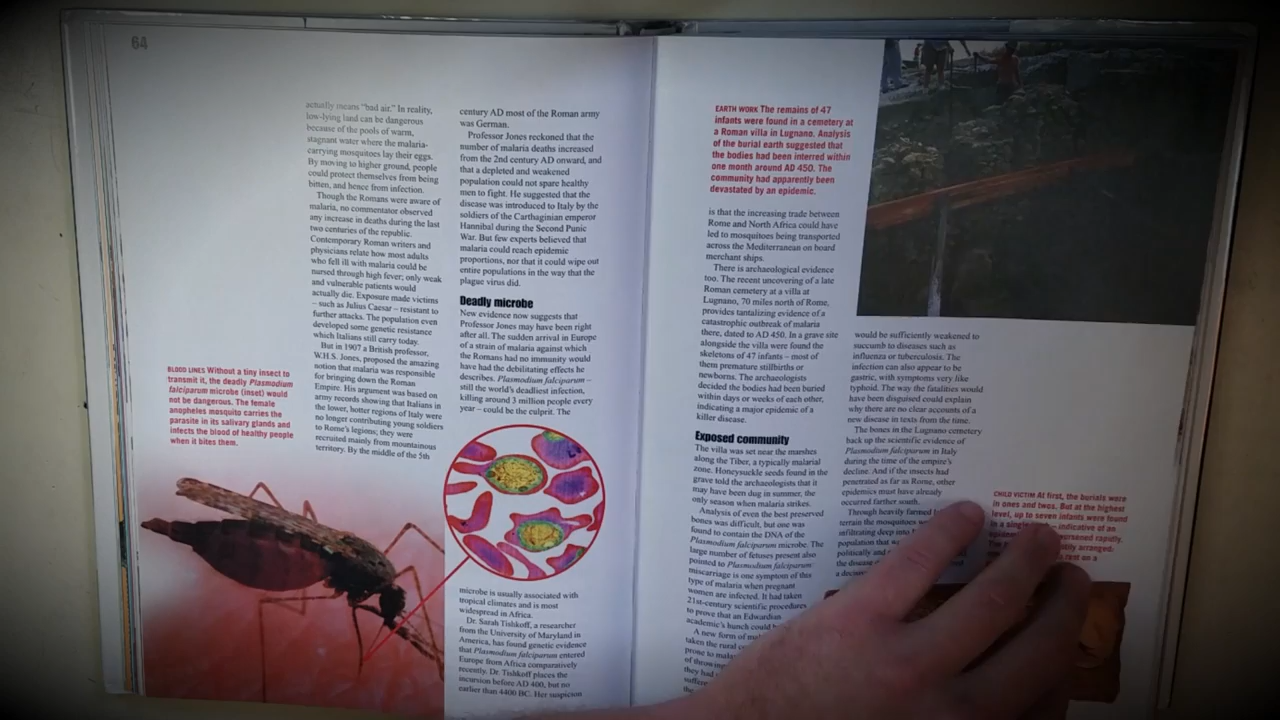 64
actually means "bad air." In reality,
low-lying land can be dangerous
because of the pools of warm,
stagnant water where the malaria-
carrying mosquitoes lay their eggs.
By moving to higher ground, people
could protect themselves from being
bitten, and hence from infection.
Though the Romans were aware of
malaria, no commentator observed
any increase in deaths during the last
two centuries of the republic.
Contemporary Roman writers and
physicians relate how most adults
who fell ill with malaria could be
nursed through high fever; only weak
and vulnerable patients would
actually die. Exposure made victims
– such as Julius Caesar – resistant to
further attacks. The population even
developed some genetic resistance
which Italians still carry today.
But in 1907 a British professor,
W.H.S. Jones, proposed the amazing
notion that malaria was responsible
for bringing down the Roman
Empire. His argument was based on
army records showing that Italians in
the lower, hotter regions of Italy were
no longer contributing young soldiers
to Rome's legions; they were
recruited mainly from mountainous
territory. By the middle of the 5th
BLOOD LINES Without a tiny insect to
transmit it, the deadly Plasmodium
falciparum microbe (inset) would
not be dangerous. The female
anopheles mosquito carries the
parasite in its salivary glands and
infects the blood of healthy people
when it bites them.
century AD most of the Roman army
was German.
Professor Jones reckoned that the
number of malaria deaths increased
from the 2nd century AD onward, and
that a depleted and weakened
population could not spare healthy
men to fight. He suggested that the
disease was introduced to Italy by the
soldiers of the Carthaginian emperor
Hannibal during the Second Punic
War. But few experts believed that
malaria could reach epidemic
proportions, nor that it could wipe out
entire populations in the way that the
plague virus did.
Deadly microbe
New evidence now suggests that
Professor Jones may have been right
after all. The sudden arrival in Europe
of a strain of malaria against which
the Romans had no immunity would
have had the debilitating effects he
describes. Plasmodium falciparum –
still the world's deadliest infection,
killing around 3 million people every
year – could be the culprit. The
microbe is usually associated with
tropical climates and is most
widespread in Africa.
Dr. Sarah Tishkoff, a researcher
from the University of Maryland in
America, has found genetic evidence
that Plasmodium falciparum entered
Europe from Africa comparatively
recently. Dr. Tishkoff places the
incursion before AD 400, but no
earlier than 4400 BC. Her suspicion
EARTH WORK The remains of 47
infants were found in a cemetery at
a Roman villa in Lugnano. Analysis
of the burial earth suggested that
the bodies had been interred within
one month around AD 450. The
community had apparently been
devastated by an epidemic.
is that the increasing trade between
Rome and North Africa could have
led to mosquitoes being transported
across the Mediterranean on board
merchant ships.
There is archaeological evidence
too. The recent uncovering of a late
Roman cemetery at a villa at
Lugnano, 70 miles north of Rome,
provides tantalizing evidence of a
catastrophic outbreak of malaria
there, dated to AD 450. In a grave site
alongside the villa were found the
skeletons of 47 infants – most of
them premature stillbirths or
newborns. The archaeologists
decided the bodies had been buried
within days or weeks of each other,
indicating a major epidemic of a
killer disease.
Exposed community
The villa was set near the marshes
along the Tiber, a typically malarial
zone. Honeysuckle seeds found in the
grave told the archaeologists that it
may have been dug in summer, the
only season when malaria strikes.
Analysis of even the best preserved
bones was difficult, but one was
found to contain the DNA of the
Plasmodium falciparum microbe. The
large number of fetuses present also
pointed to Plasmodium falciparum:
miscarriage is one symptom of this
type of malaria when pregnant
women are infected. It had taken
21st-century scientific procedures
to prove that an Edwardian
academic's hunch could
A new form of
taken the rural
prone to
of
they had
would be sufficiently weakened to
succumb to diseases such as
influenza or tuberculosis. The
infection can also appear to be
gastric, with symptoms very like
typhoid. The way the fatalities would
have been disguised could explain
why there are no clear accounts of a
new disease in texts from the time.
The bones in the Lugnano cemetery
back up the scientific evidence of
Plasmodium falciparum in Italy
during the time of the empire's
decline. And if the insects had
penetrated as far as Rome, other
epidemics must have already
occurred farther south.
Through heavily farmed
terrain the mosquitoes
infiltrating deep into
population that
politically and
the disease
CHILD VICTIM At first, the burials were
in ones and twos. But at the highest
level, up to seven infants were found
in a single – indicative of an
worsened rapidly.
arranged:
rest on a